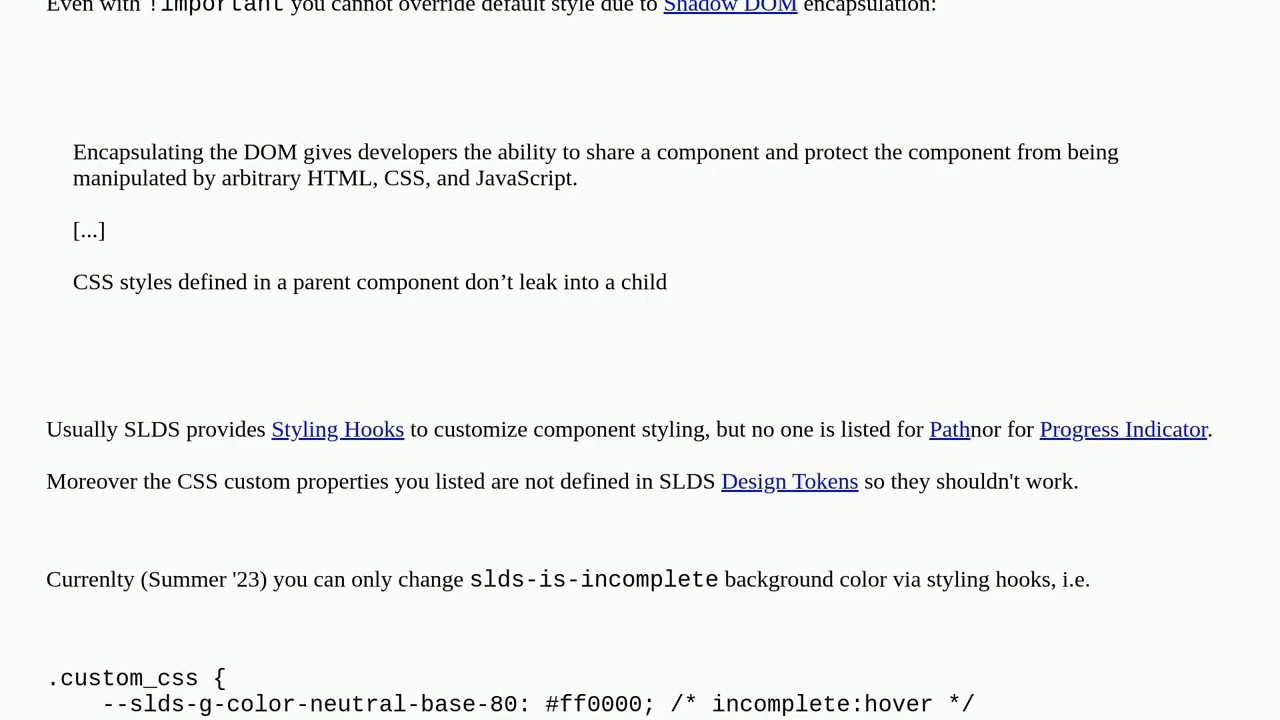 Even with !important you cannot override default style due to Shadow DOM encapsulation:
Encapsulating the DOM gives developers the ability to share a component and protect the component from being
manipulated by arbitrary HTML, CSS, and JavaScript.
[...]
CSS styles defined in a parent component don’t leak into a child
Usually SLDS provides Styling Hooks to customize component styling, but no one is listed for Pathnor for Progress Indicator.
Moreover the CSS custom properties you listed are not defined in SLDS Design Tokens so they shouldn't work.
Currenlty (Summer '23) you can only change slds-is-incomplete background color via styling hooks, i.e.
.custom_css {
    --slds-g-color-neutral-base-80: #ff0000; /* incomplete:hover */